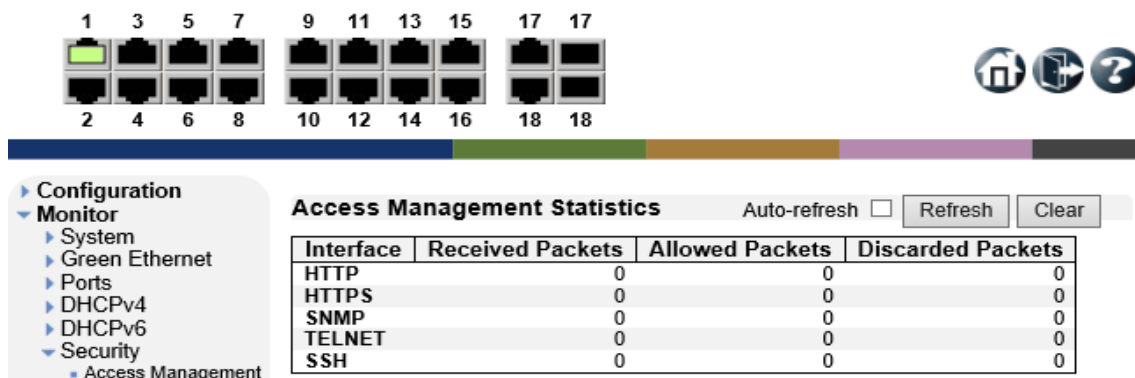 1 3 5 7 9 11 13 15 17 17
2 4 6 8 10 12 14 16 18 18
?
Configuration
Monitor
System
Green Ethernet
Ports
DHCPv4
DHCPv6
Security
Access Management
Access Management Statistics Auto-refresh Refresh Clear
Interface Received Packets Allowed Packets Discarded Packets
HTTP 0 0 0
HTTPS 0 0 0
SNMP 0 0 0
TELNET 0 0 0
SSH 0 0 0